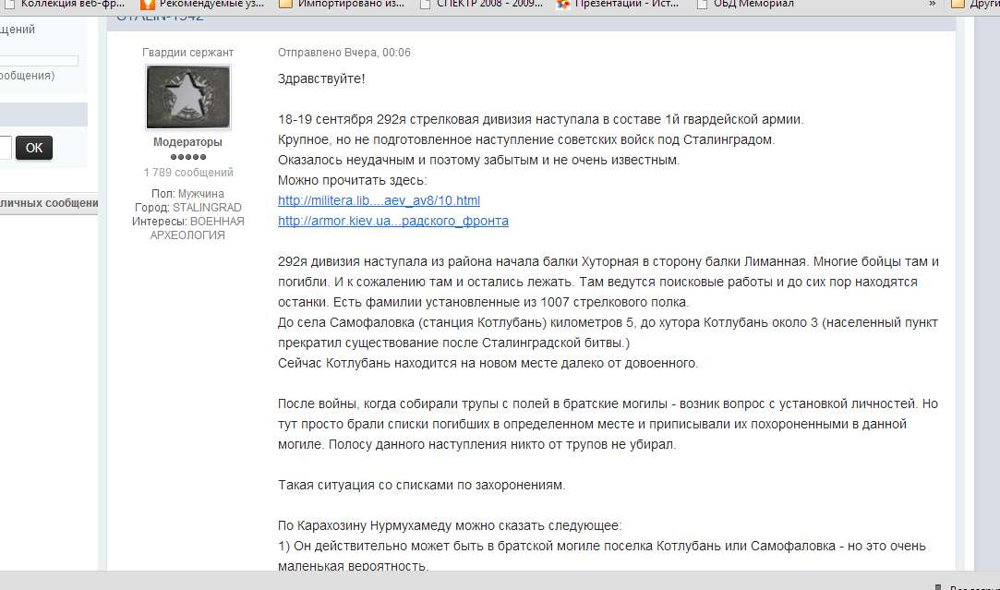 Коллекция веб-фр...
Рекомендуемые уз...
Импортировано из...
СПЕКТР 2008 - 2009...
Презентации - Ист...
ОБД Мемориал
»
Други
STALIN-1942
щений
ообщения)
OK
личных сообщени
Гвардии сержант
Модераторы
1 789 сообщений
Пол: Мужчина
Город: STALINGRAD
Интересы: ВОЕННАЯ
АРХЕОЛОГИЯ
Отправлено Вчера, 00:06
Здравствуйте!
18-19 сентября 292я стрелковая дивизия наступала в составе 1й гвардейской армии.
Крупное, но не подготовленное наступление советских войск под Сталинградом.
Оказалось неудачным и поэтому забытым и не очень известным.
Можно прочитать здесь:
http://militera.lib....aev_av8/10.html
http://armor.kiev.ua...радского_фронта
292я дивизия наступала из района начала балки Хуторная в сторону балки Лиманная. Многие бойцы там и
погибли. И к сожалению там и остались лежать. Там ведутся поисковые работы и до сих пор находятся
останки. Есть фамилии установленные из 1007 стрелкового полка.
До села Самофаловка (станция Котлубань) километров 5, до хутора Котлубань около 3 (населенный пункт
прекратил существование после Сталинградской битвы.)
Сейчас Котлубань находится на новом месте далеко от довоенного.
После войны, когда собирали трупы с полей в братские могилы - возник вопрос с установкой личностей. Но
тут просто брали списки погибших в определенном месте и приписывали их похороненными в данной
могиле. Полосу данного наступления никто от трупов не убирал.
Такая ситуация со списками по захоронениям.
По Карахозину Нурмухамеду можно сказать следующее:
1) Он действительно может быть в братской могиле поселка Котлубань или Самофаловка - но это очень
маленькая вероятность.